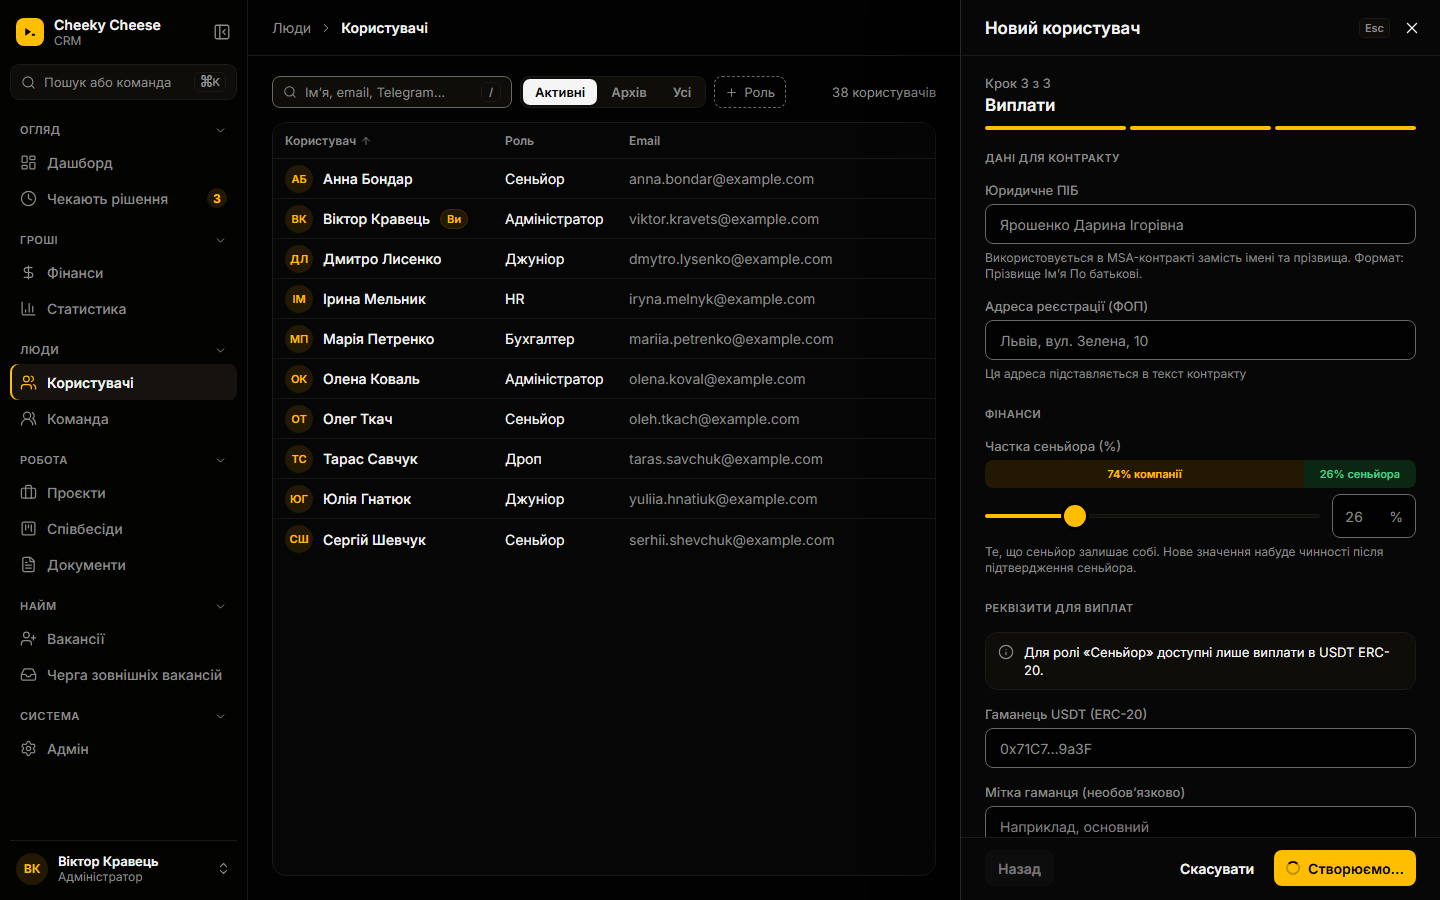 Cheeky Cheese
CRM
Пошук або команда
⌘K
ОГЛЯД
Дашборд
Чекають рішення
3
ГРОШІ
Фінанси
Статистика
ЛЮДИ
Користувачі
Команда
РОБОТА
Проєкти
Співбесіди
Документи
НАЙМ
Вакансії
Черга зовнішніх вакансій
СИСТЕМА
Адмін
ВК
Віктор Кравець
Адміністратор
Люди
Користувачі
Ім’я, email, Telegram...
/
Активні
Архів
Усі
+ Роль
38 користувачів
Користувач ↑ Роль Email
АБ Анна Бондар Сеньйор anna.bondar@example.com
ВК Віктор Кравець Ви Адміністратор viktor.kravets@example.com
ДЛ Дмитро Лисенко Джуніор dmytro.lysenko@example.com
ІМ Ірина Мельник HR iryna.melnyk@example.com
МП Марія Петренко Бухгалтер mariia.petrenko@example.com
ОК Олена Коваль Адміністратор olena.koval@example.com
ОТ Олег Ткач Сеньйор oleh.tkach@example.com
ТС Тарас Савчук Дроп taras.savchuk@example.com
ЮГ Юлія Гнатюк Джуніор yuliia.hnatiuk@example.com
СШ Сергій Шевчук Сеньйор serhii.shevchuk@example.com
Новий користувач
Esc
Крок 3 з 3
Виплати
ДАНІ ДЛЯ КОНТРАКТУ
Юридичне ПІБ
Ярошенко Дарина Ігорівна
Використовується в MSA-контракті замість імені та прізвища. Формат:
Прізвище Ім’я По батькові.
Адреса реєстрації (ФОП)
Львів, вул. Зелена, 10
Ця адреса підставляється в текст контракту
ФІНАНСИ
Частка сеньйора (%)
74% компанії
26% сеньйора
26 %
Те, що сеньйор залишає собі. Нове значення набуде чинності після
підтвердження сеньйора.
РЕКВІЗИТИ ДЛЯ ВИПЛАТ
Для ролі «Сеньйор» доступні лише виплати в USDT ERC-
20.
Гаманець USDT (ERC-20)
0x71C7...9a3F
Мітка гаманця (необов’язково)
Наприклад, основний
Назад
Скасувати
Створюємо...